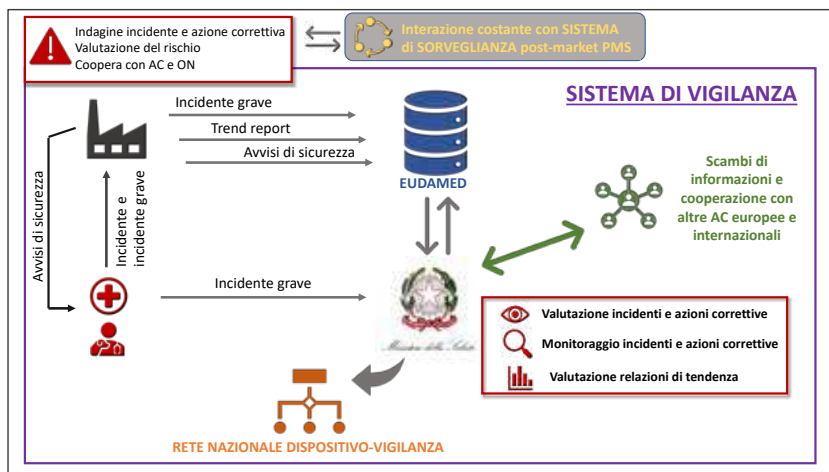 Indagine incidente e azione correttiva
Valutazione del rischio
Coopera con AC e ON
Interazione costante con SISTEMA
di SORVEGLIANZA post-market PMS
SISTEMA DI VIGILANZA
Incidente grave
Trend report
Avvisi di sicurezza
EUDAMED
Avvisi di sicurezza
Incidente e
incidente grave
Scambi di
informazioni e
cooperazione con
altre AC europee e
internazionali
Incidente grave
Ministero della Salute
Valutazione incidenti e azioni correttive
Monitoraggio incidenti e azioni correttive
Valutazione relazioni di tendenza
RETE NAZIONALE DISPOSITIVO-VIGILANZA